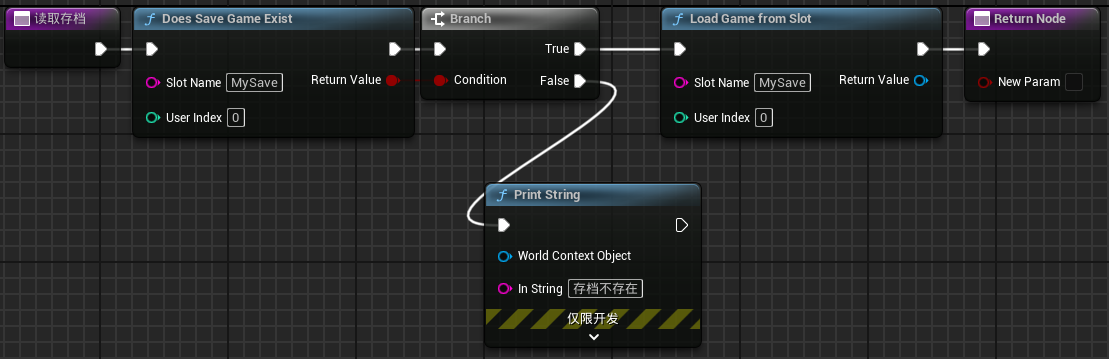 读取存档
Does Save Game Exist
Slot Name MySave
Return Value
User Index 0
Branch
True
Condition
False
Load Game from Slot
Slot Name MySave
Return Value
User Index 0
Return Node
New Param
Print String
World Context Object
In String 存档不存在
仅限开发